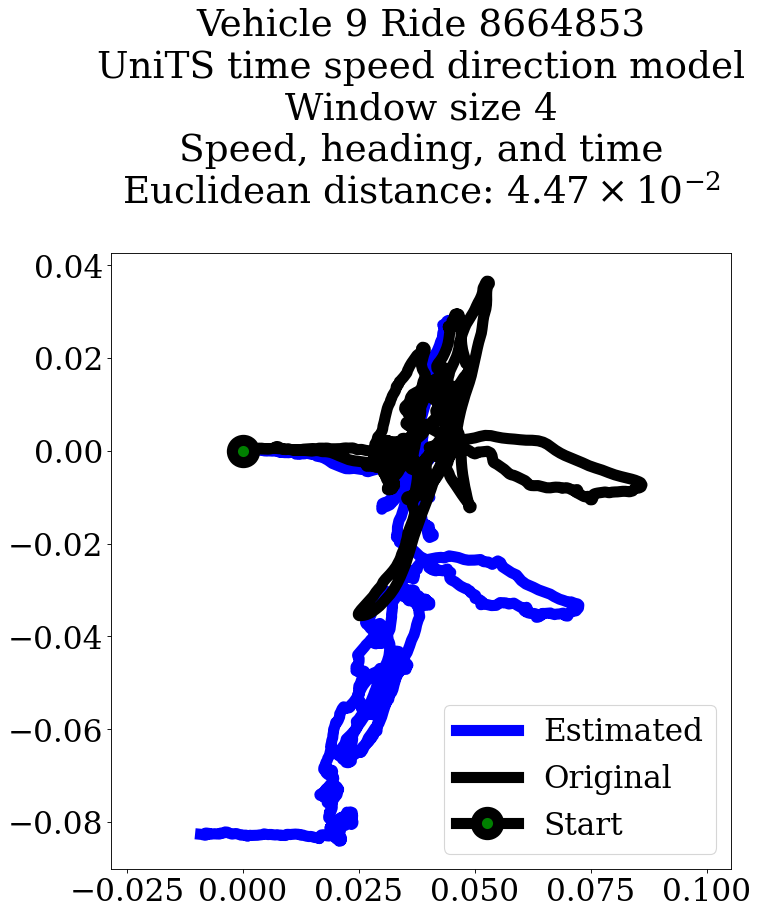 Vehicle 9 Ride 8664853
UniTS time speed direction model
Window size 4
Speed, heading, and time
Euclidean distance: 4.47 × 10⁻²
0.04
0.02
0.00
−0.02
−0.04
−0.06
−0.08
Estimated
Original
Start
−0.025 0.000 0.025 0.050 0.075 0.100